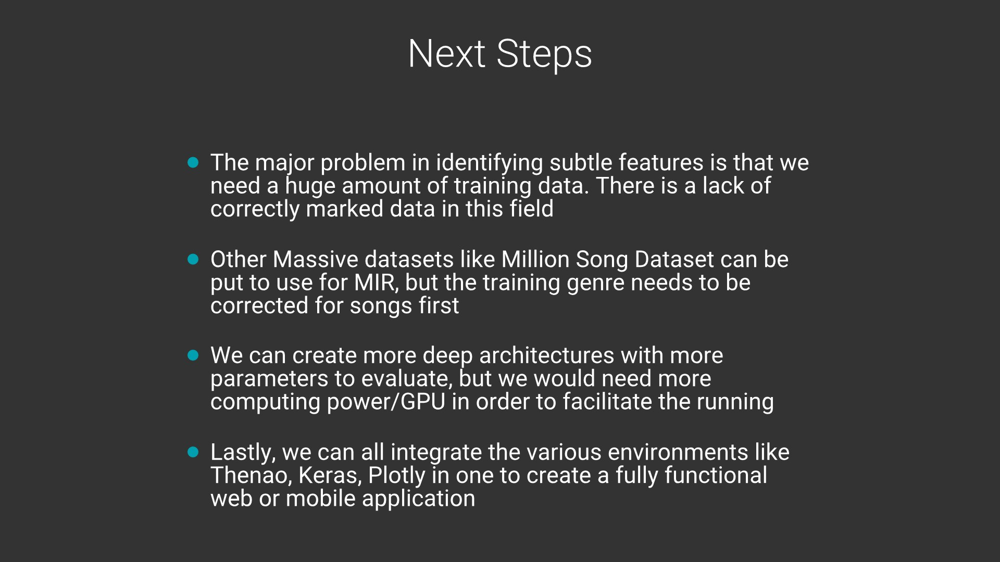 Next Steps
The major problem in identifying subtle features is that we
need a huge amount of training data. There is a lack of
correctly marked data in this field
Other Massive datasets like Million Song Dataset can be
put to use for MIR, but the training genre needs to be
corrected for songs first
We can create more deep architectures with more
parameters to evaluate, but we would need more
computing power/GPU in order to facilitate the running
Lastly, we can all integrate the various environments like
Thenao, Keras, Plotly in one to create a fully functional
web or mobile application